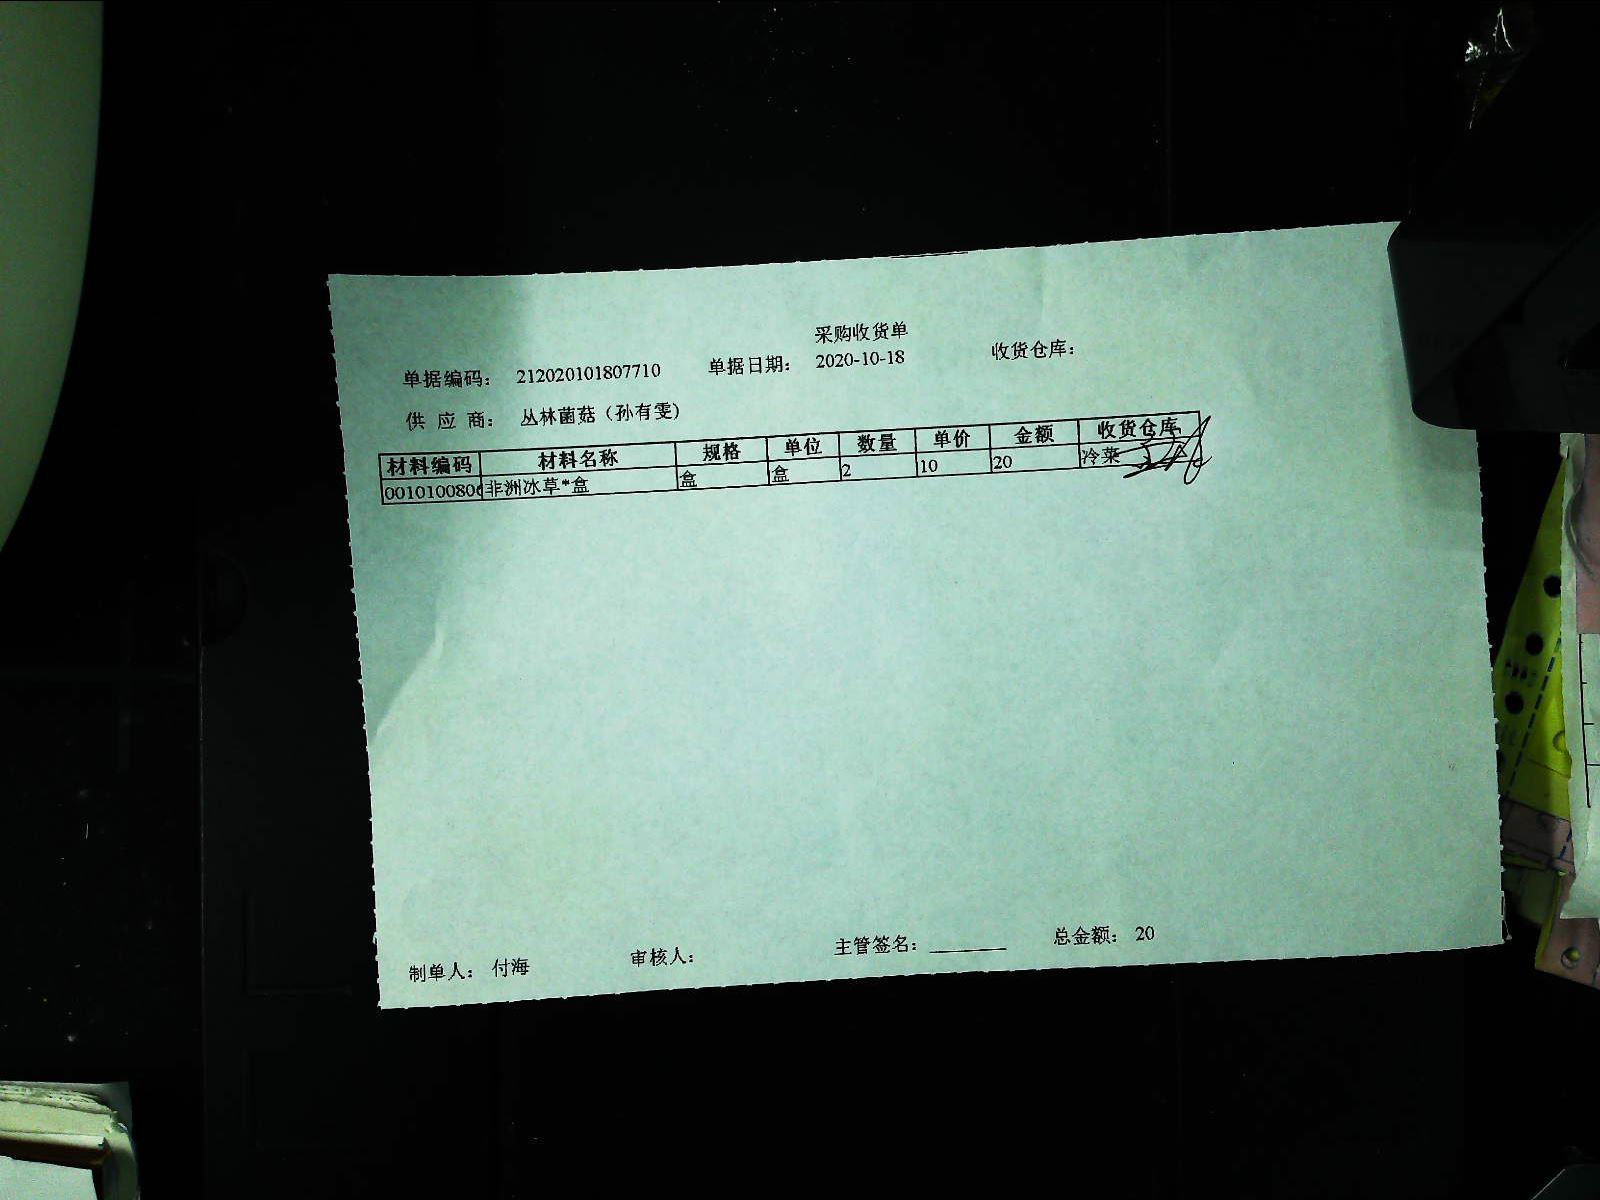 采购收货单
单据编码： 212020101807710 单据日期： 2020-10-18 收货仓库：
供 应 商： 丛林菌菇（孙有雯）
材料编码 材料名称 规格 单位 数量 单价 金额 收货仓库
001010080 非洲冰草*盒 盒 盒 2 10 20 冷菜
制单人： 付海 审核人： 主管签名：________ 总金额： 20